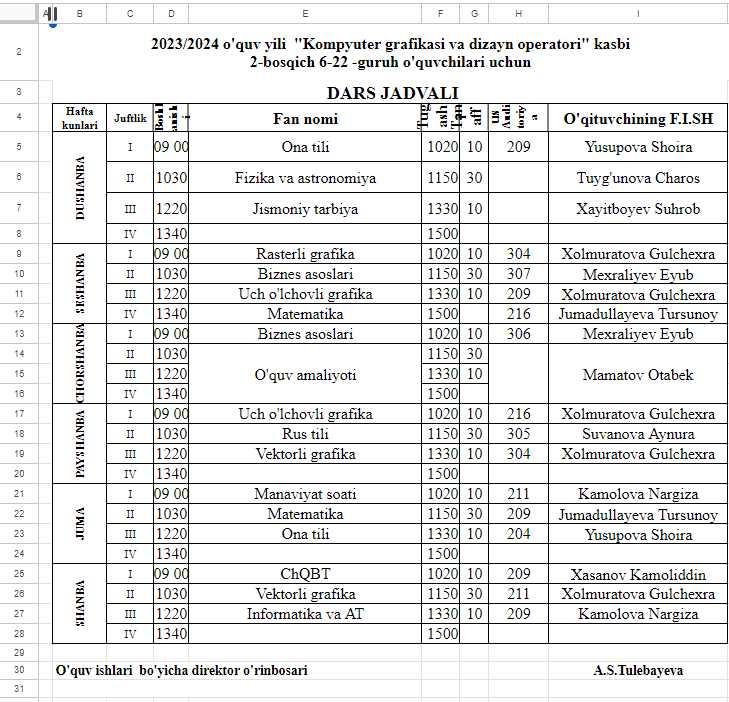 A B C D E F G H I
2 2023/2024 o'quv yili "Kompyuter grafikasi va dizayn operatori" kasbi
2-bosqich 6-22 -guruh o'quvchilari uchun
3 DARS JADVALI
4 Hafta kunlari Juftlik Fan nomi O'qituvchining F.I.SH
5 DUSHANBA I 09 00 Ona tili 1020 10 209 Yusupova Shoira
6 II 1030 Fizika va astronomiya 1150 30 Tuyg'unova Charos
7 III 1220 Jismoniy tarbiya 1330 10 Xayitboyev Suhrob
8 IV 1340 1500
9 SESHANBA I 09 00 Rasterli grafika 1020 10 304 Xolmuratova Gulchexra
10 II 1030 Biznes asoslari 1150 30 307 Mexraliyev Eyub
11 III 1220 Uch o'lchovli grafika 1330 10 209 Xolmuratova Gulchexra
12 IV 1340 Matematika 1500 216 Jumadullayeva Tursunoy
13 CHORSHANBA I 09 00 Biznes asoslari 1020 10 306 Mexraliyev Eyub
14 II 1030 1150 30
15 III 1220 O'quv amaliyoti 1330 10 Mamatov Otabek
16 IV 1340 1500
17 PAYSHANBA I 09 00 Uch o'lchovli grafika 1020 10 216 Xolmuratova Gulchexra
18 II 1030 Rus tili 1150 30 305 Suvanova Aynura
19 III 1220 Vektorli grafika 1330 10 304 Xolmuratova Gulchexra
20 IV 1340 1500
21 JUMA I 09 00 Manaviyat soati 1020 10 211 Kamolova Nargiza
22 II 1030 Matematika 1150 30 209 Jumadullayeva Tursunoy
23 III 1220 Ona tili 1330 10 204 Yusupova Shoira
24 IV 1340 1500
25 SHANBA I 09 00 ChQBT 1020 10 209 Xasanov Kamoliddin
26 II 1030 Vektorli grafika 1150 30 211 Xolmuratova Gulchexra
27 III 1220 Informatika va AT 1330 10 209 Kamolova Nargiza
28 IV 1340 1500
29
30 O'quv ishlari bo'yicha direktor o'rinbosari A.S.Tulebayeva
31